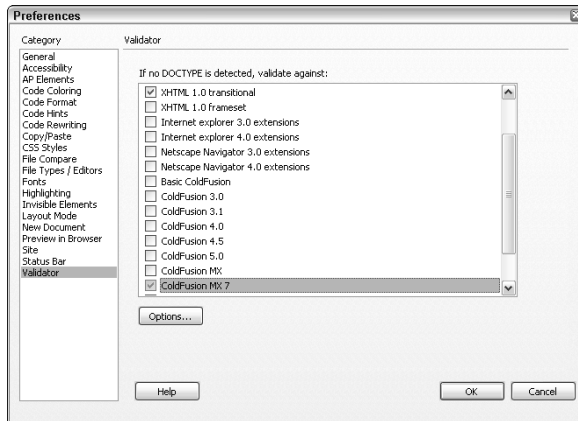 Preferences
Category
Validator
General
Accessibility
AP Elements
Code Coloring
Code Format
Code Hints
Code Rewriting
Copy/Paste
CSS Styles
File Compare
File Types / Editors
Fonts
Highlighting
Invisible Elements
Layout Mode
New Document
Preview in Browser
Site
Status Bar
Validator
If no DOCTYPE is detected, validate against:
XHTML 1.0 transitional
XHTML 1.0 frameset
Internet explorer 3.0 extensions
Internet explorer 4.0 extensions
Netscape Navigator 3.0 extensions
Netscape Navigator 4.0 extensions
Basic ColdFusion
ColdFusion 3.0
ColdFusion 3.1
ColdFusion 4.0
ColdFusion 4.5
ColdFusion 5.0
ColdFusion MX
ColdFusion MX 7
Options...
Help
OK
Cancel